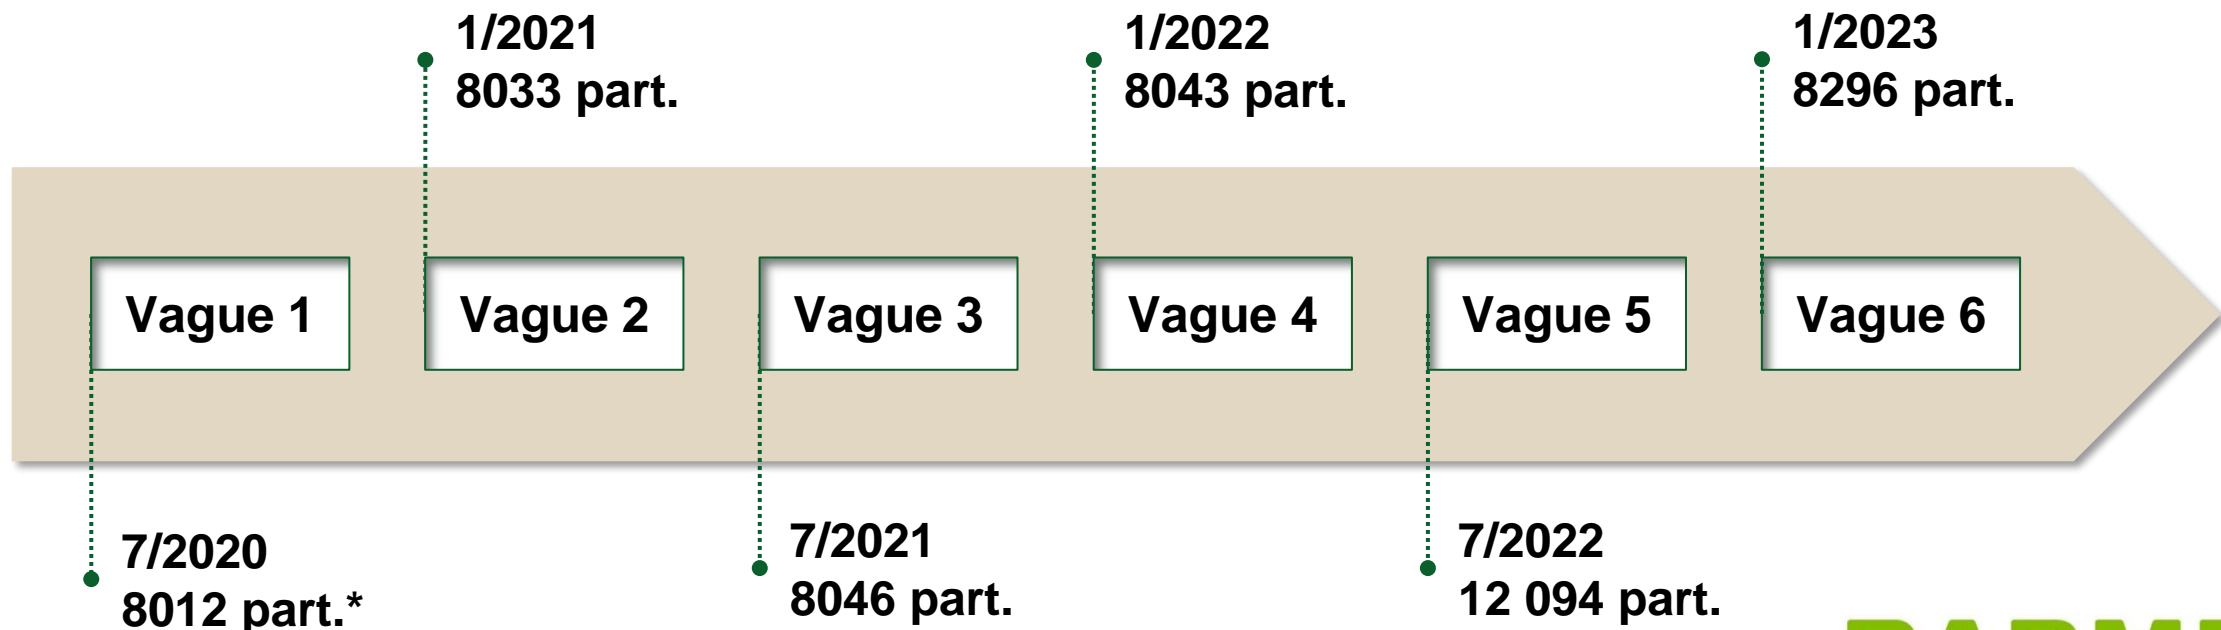 1/2021
8033 part.
1/2022
8043 part.
1/2023
8296 part.
Vague 1
Vague 2
Vague 3
Vague 4
Vague 5
Vague 6
7/2020
8012 part.*
7/2021
8046 part.
7/2022
12 094 part.